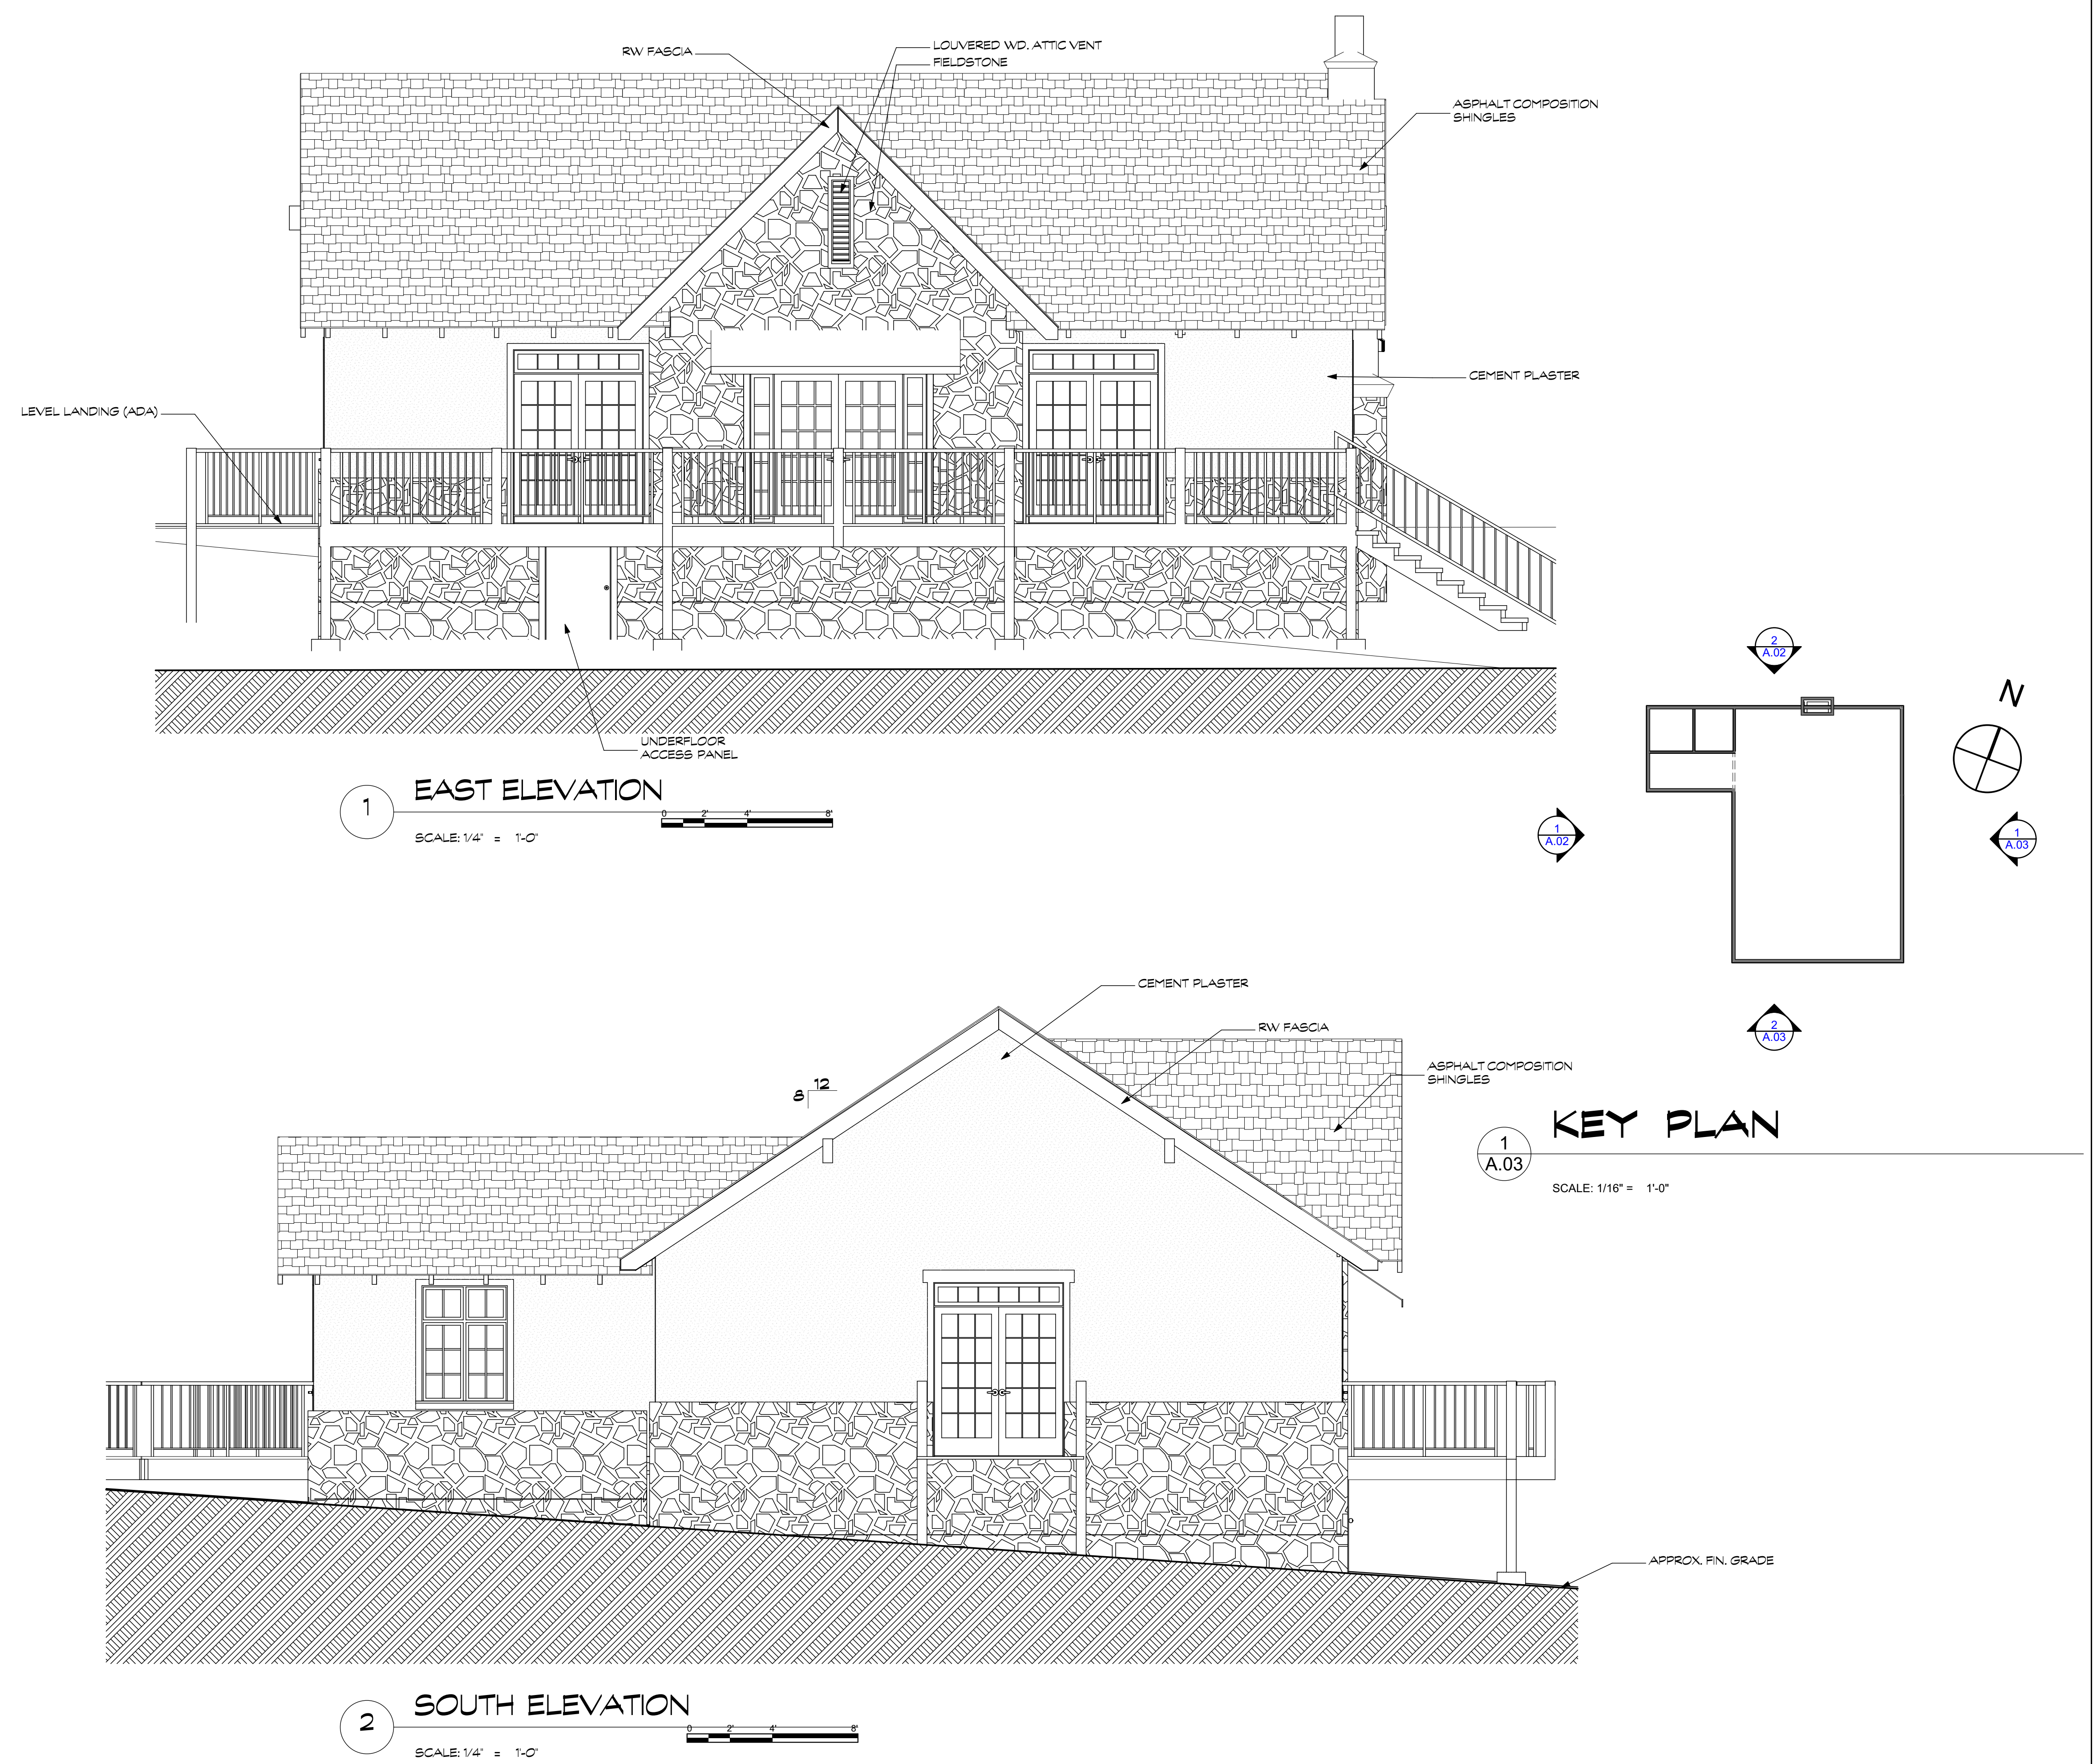 RW FASCIA
LOUVERED WD. ATTIC VENT
FIELDSTONE
ASPHALT COMPOSITION
SHINGLES
CEMENT PLASTER
LEVEL LANDING (ADA)
UNDERFLOOR
ACCESS PANEL
1
EAST ELEVATION
0 2' 4' 8'
SCALE: 1/4" = 1'-0"
2
A.02
N
1
A.02
1
A.03
2
A.03
1
A.03
KEY PLAN
SCALE: 1/16" = 1'-0"
CEMENT PLASTER
RW FASCIA
ASPHALT COMPOSITION
SHINGLES
12
8
APPROX. FIN. GRADE
2
SOUTH ELEVATION
0 2' 4' 8'
SCALE: 1/4" = 1'-0"